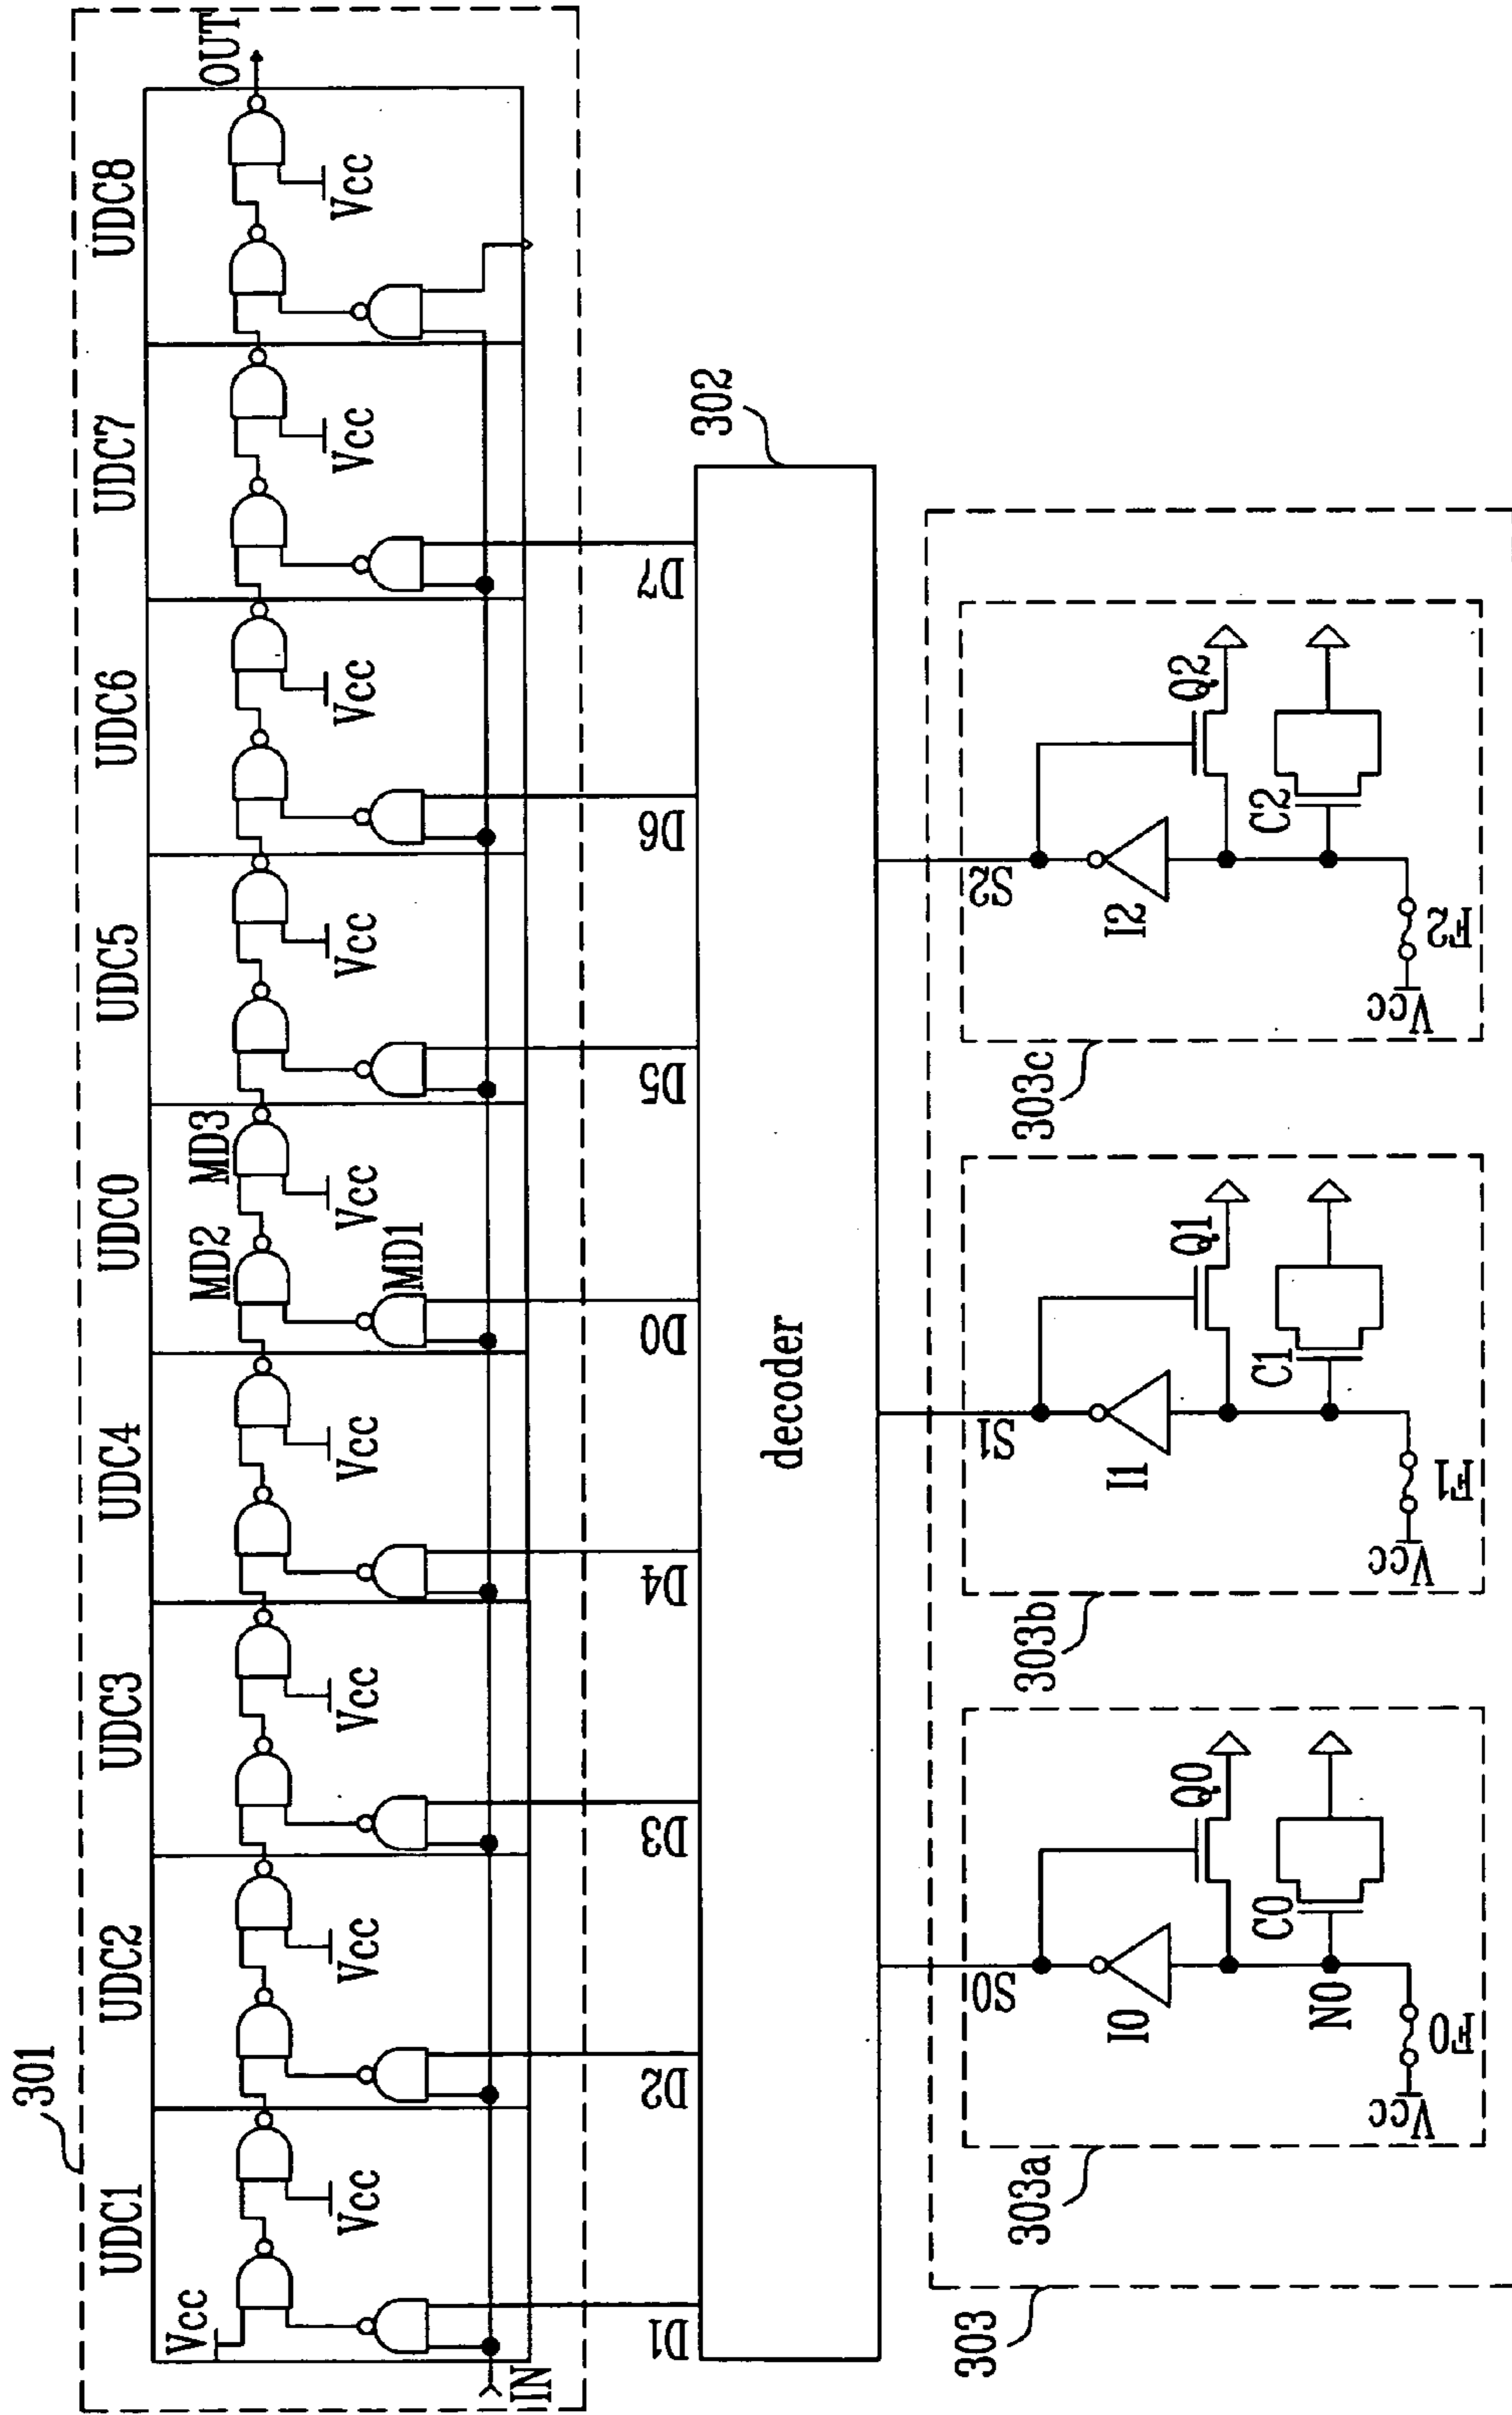 301
UDC1
UDC2
UDC3
UDC4
UDC0
UDC5
UDC6
UDC7
UDC8
OUT
MD2
MD3
Vcc
Vcc
Vcc
Vcc
Vcc
Vcc
Vcc
Vcc
Vcc
MD1
IN
D1
D2
D3
D4
D0
D5
D6
D7
302
decoder
303
303a
S0
I0
Q0
C0
N0
F0
Vcc
303b
S1
I1
Q1
C1
F1
Vcc
303c
S2
I2
Q2
C2
F2
Vcc